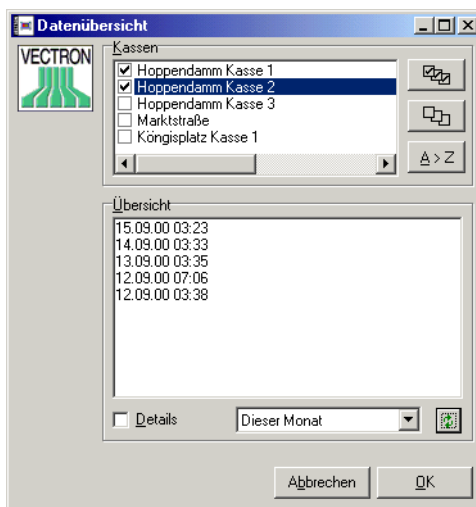 Datenübersicht
VECTRON
Kassen
Hoppendamm Kasse 1
Hoppendamm Kasse 2
Hoppendamm Kasse 3
Marktstraße
Köngisplatz Kasse 1
A > Z
Übersicht
15.09.00 03:23
14.09.00 03:33
13.09.00 03:35
12.09.00 07:06
12.09.00 03:38
Details
Dieser Monat
Abbrechen
OK